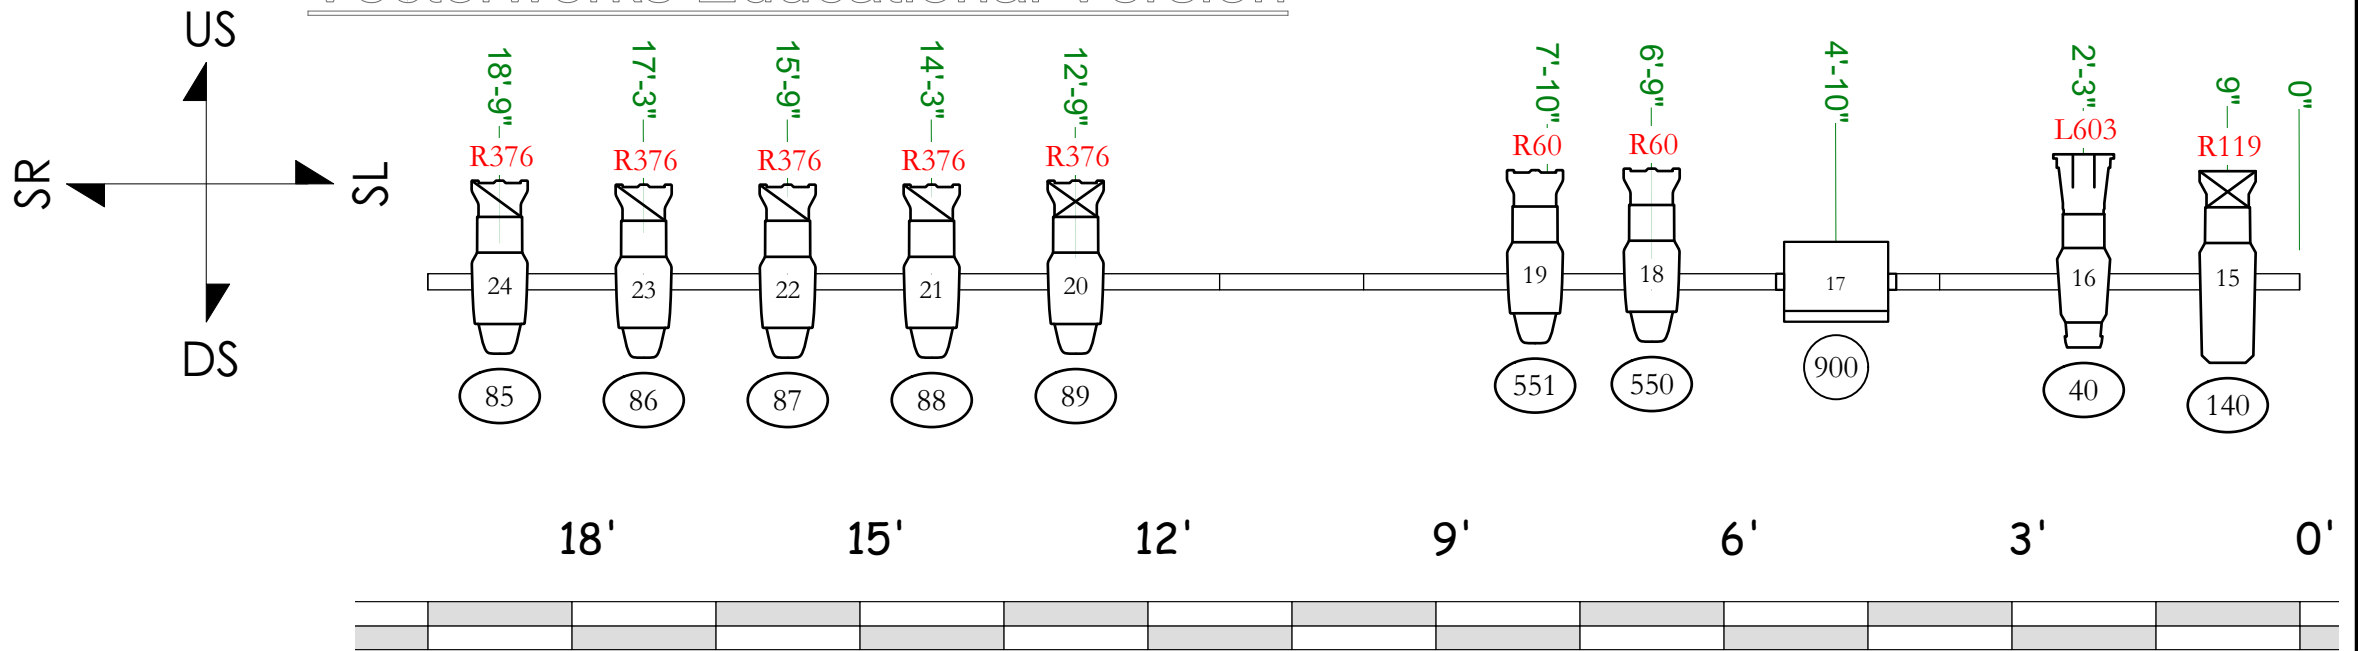 Vectorworks Educational Version
US
SR
SL
DS
18'-9" 17'-3" 15'-9" 14'-3" 12'-9" 7'-10" 6'-9" 4'-10" 2'-3" 9" 0"
R376 R376 R376 R376 R376 R60 R60 L603 R119
24 23 22 21 20 19 18 17 16 15
85 86 87 88 89 551 550 900 40 140
18' 15' 12' 9' 6' 3' 0'